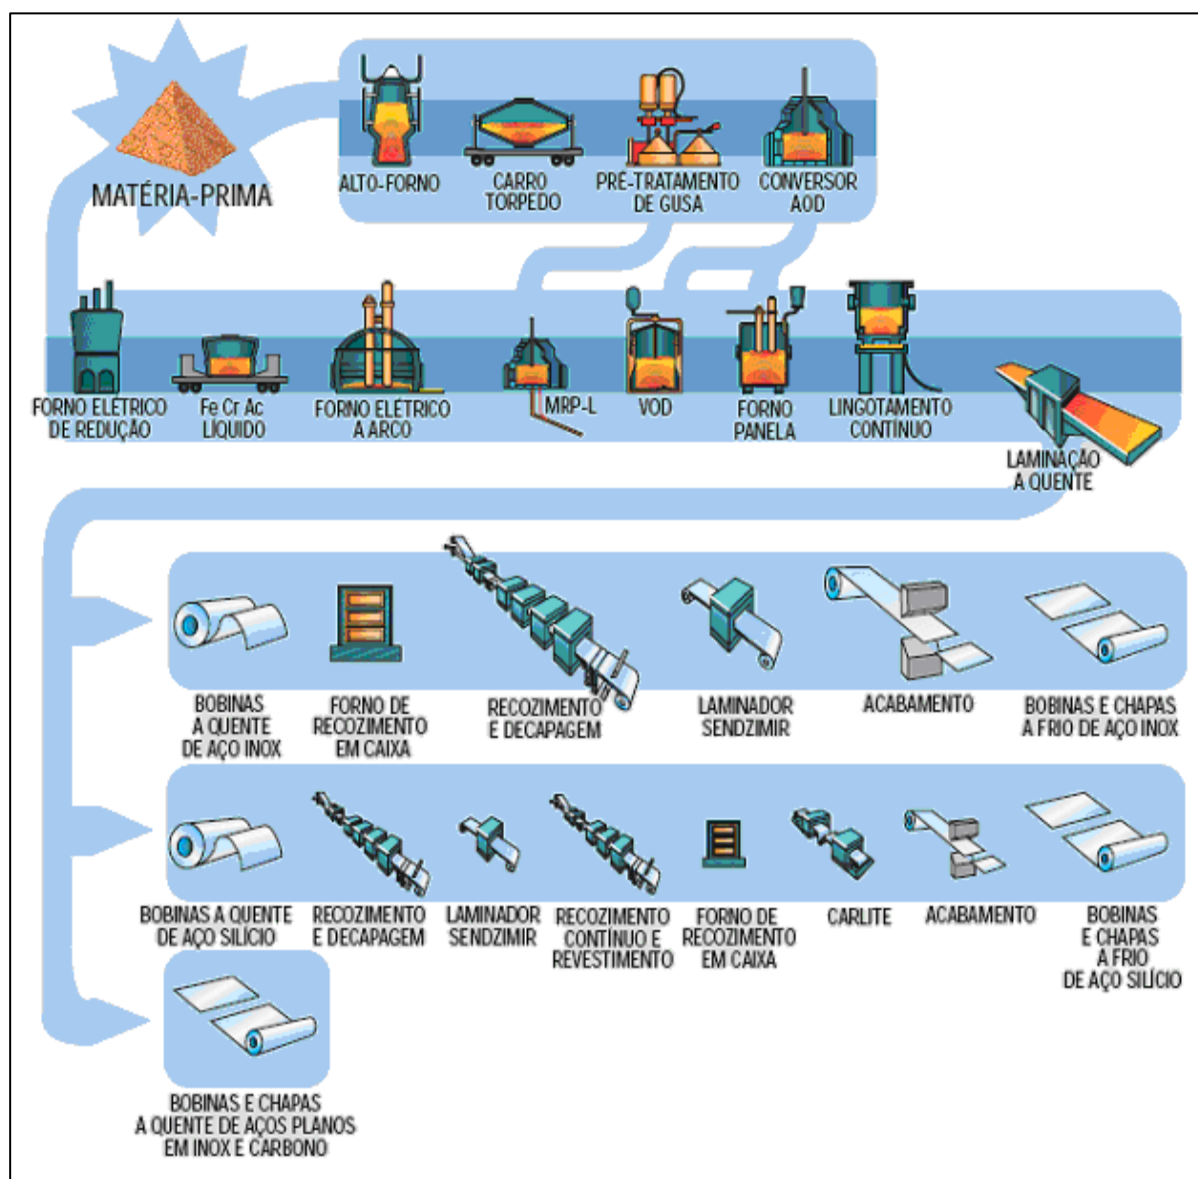 MATÉRIA-PRIMA
ALTO-FORNO
CARRO
TORPEDO
PRÉ-TRATAMENTO
DE GUSA
CONVERSOR
AOD
FORNO ELÉTRICO
DE REDUÇÃO
Fe Cr Ac
LÍQUIDO
FORNO ELÉTRICO
A ARCO
MRP-L
VOD
FORNO
PANELA
LINGOTAMENTO
CONTÍNUO
LAMINAÇÃO
A QUENTE
BOBINAS
A QUENTE
DE AÇO INOX
FORNO DE
RECOZIMENTO
EM CAIXA
RECOZIMENTO
E DECAPAGEM
LAMINADOR
SENDZIMIR
ACABAMENTO
BOBINAS E CHAPAS
A FRIO DE AÇO INOX
BOBINAS A QUENTE
DE AÇO SILÍCIO
RECOZIMENTO
E DECAPAGEM
LAMINADOR
SENDZIMIR
RECOZIMENTO
CONTÍNUO E
REVESTIMENTO
FORNO DE
RECOZIMENTO
EM CAIXA
CARLITE
ACABAMENTO
BOBINAS
E CHAPAS
A FRIO
DE AÇO SILÍCIO
BOBINAS E CHAPAS
A QUENTE DE AÇOS PLANOS
EM INOX E CARBONO